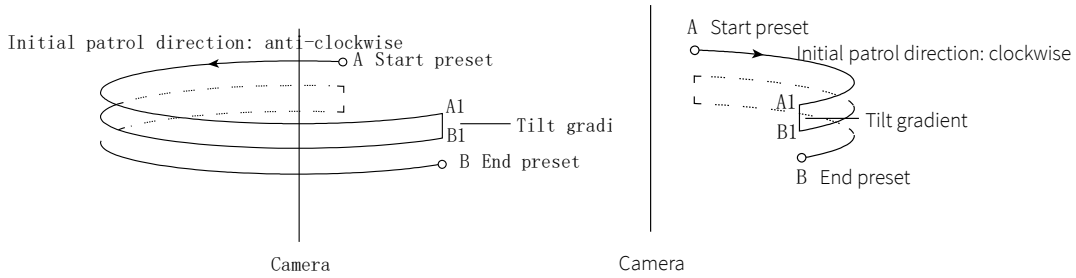 Initial patrol direction: anti-clockwise
A Start preset
A1
B1
Tilt gradi
B End preset
Camera
A Start preset
Initial patrol direction: clockwise
A1
Tilt gradient
B1
B End preset
Camera